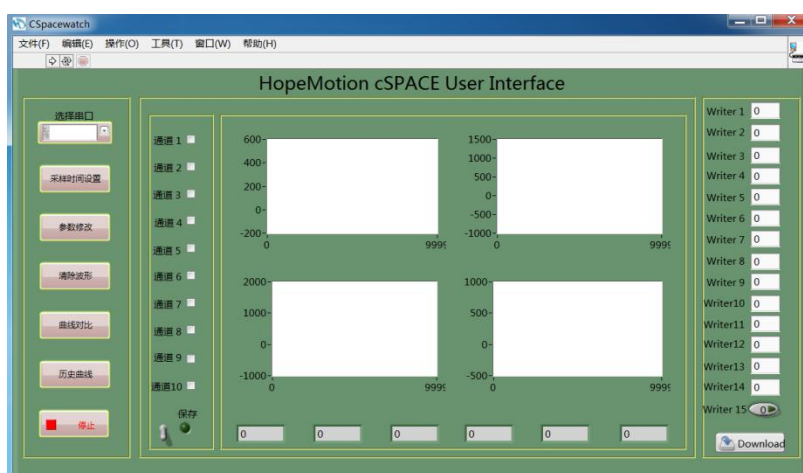 CSpacewatch
文件(F) 编辑(E) 操作(O) 工具(T) 窗口(W) 帮助(H)
HopeMotion cSPACE User Interface
选择串口
采样时间设置
参数修改
清除波形
曲线对比
历史曲线
停止
通道 1
通道 2
通道 3
通道 4
通道 5
通道 6
通道 7
通道 8
通道 9
通道10
保存
600
400
200
0
-200
0 9999
1500
1000
500
0
-500
-1000
0 9999
2000
1000
0
-1000
0 9999
1000
500
0
-500
0 9999
0 0 0 0 0 0
Writer 1 0
Writer 2 0
Writer 3 0
Writer 4 0
Writer 5 0
Writer 6 0
Writer 7 0
Writer 8 0
Writer 9 0
Writer10 0
Writer11 0
Writer12 0
Writer13 0
Writer14 0
Writer 15 0
Download